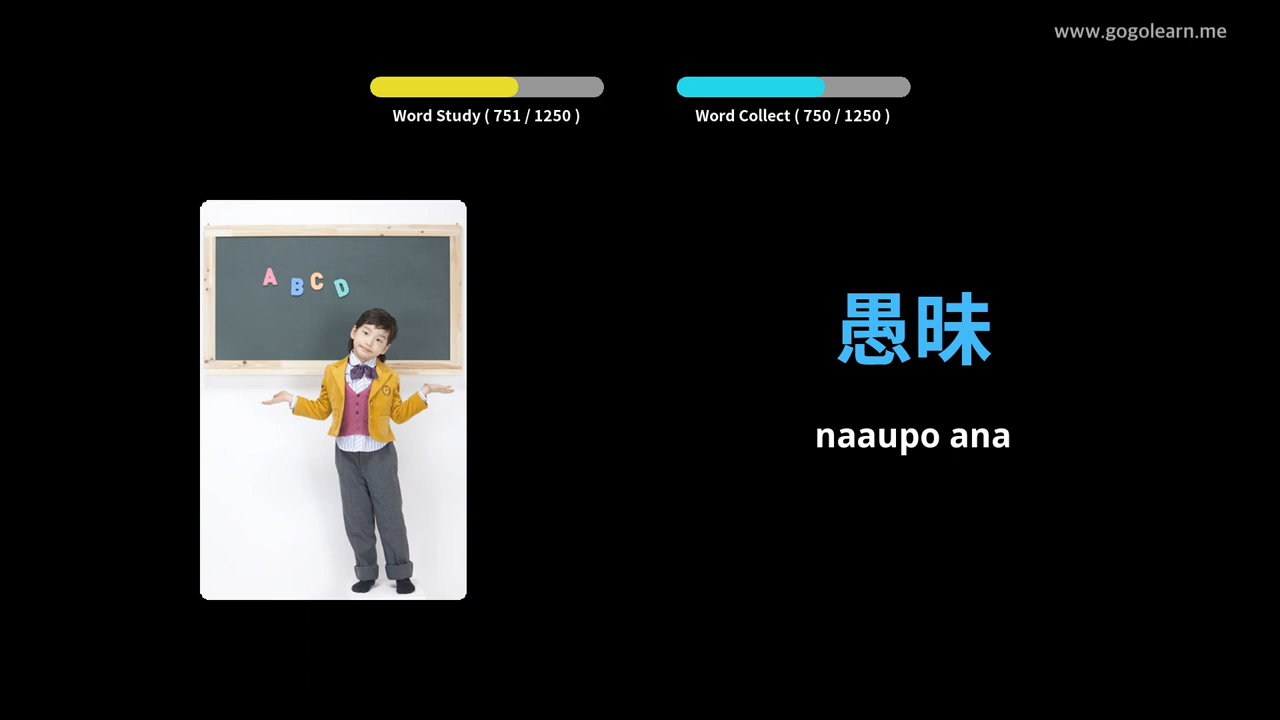 www.gogolearn.me
Word Study ( 751 / 1250 )
Word Collect ( 750 / 1250 )
A B C D
愚昧
naaupo ana